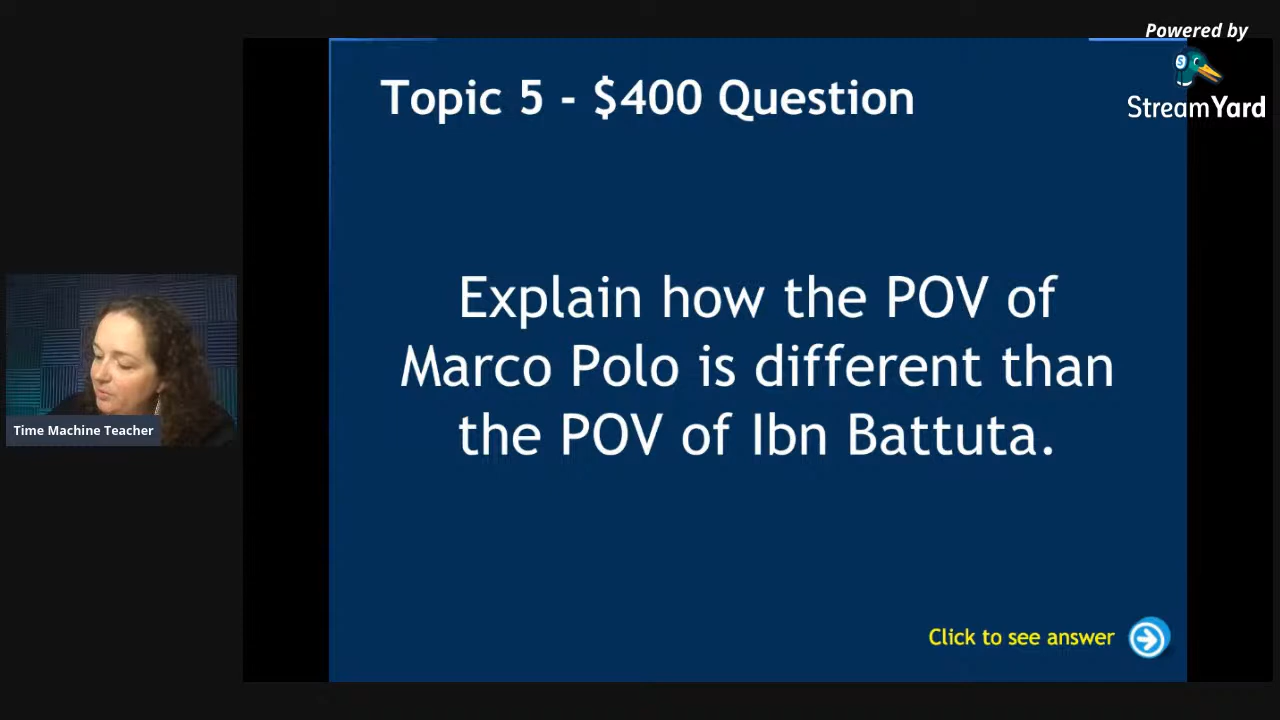 Powered by
StreamYard
Topic 5 - $400 Question
Explain how the POV of
Marco Polo is different than
the POV of Ibn Battuta.
Time Machine Teacher
Click to see answer